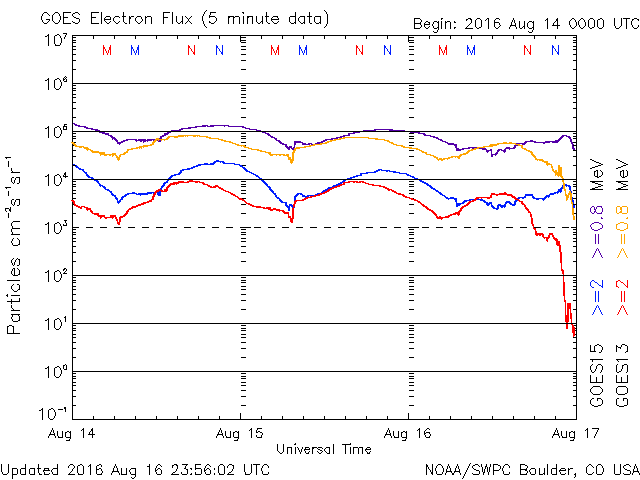 GOES Electron Flux (5 minute data)
Begin: 2016 Aug 14 0000 UTC
M M N N M M N N M M N N
10⁷
10⁶
10⁵
10⁴
10³
10²
10¹
10⁰
10⁻¹
Particles cm⁻²s⁻¹sr⁻¹
Aug 14
Aug 15
Aug 16
Aug 17
Universal Time
GOES15 >=2 >=0.8 MeV
GOES13 >=2 >=0.8 MeV
Updated 2016 Aug 16 23:56:02 UTC
NOAA/SWPC Boulder, CO USA